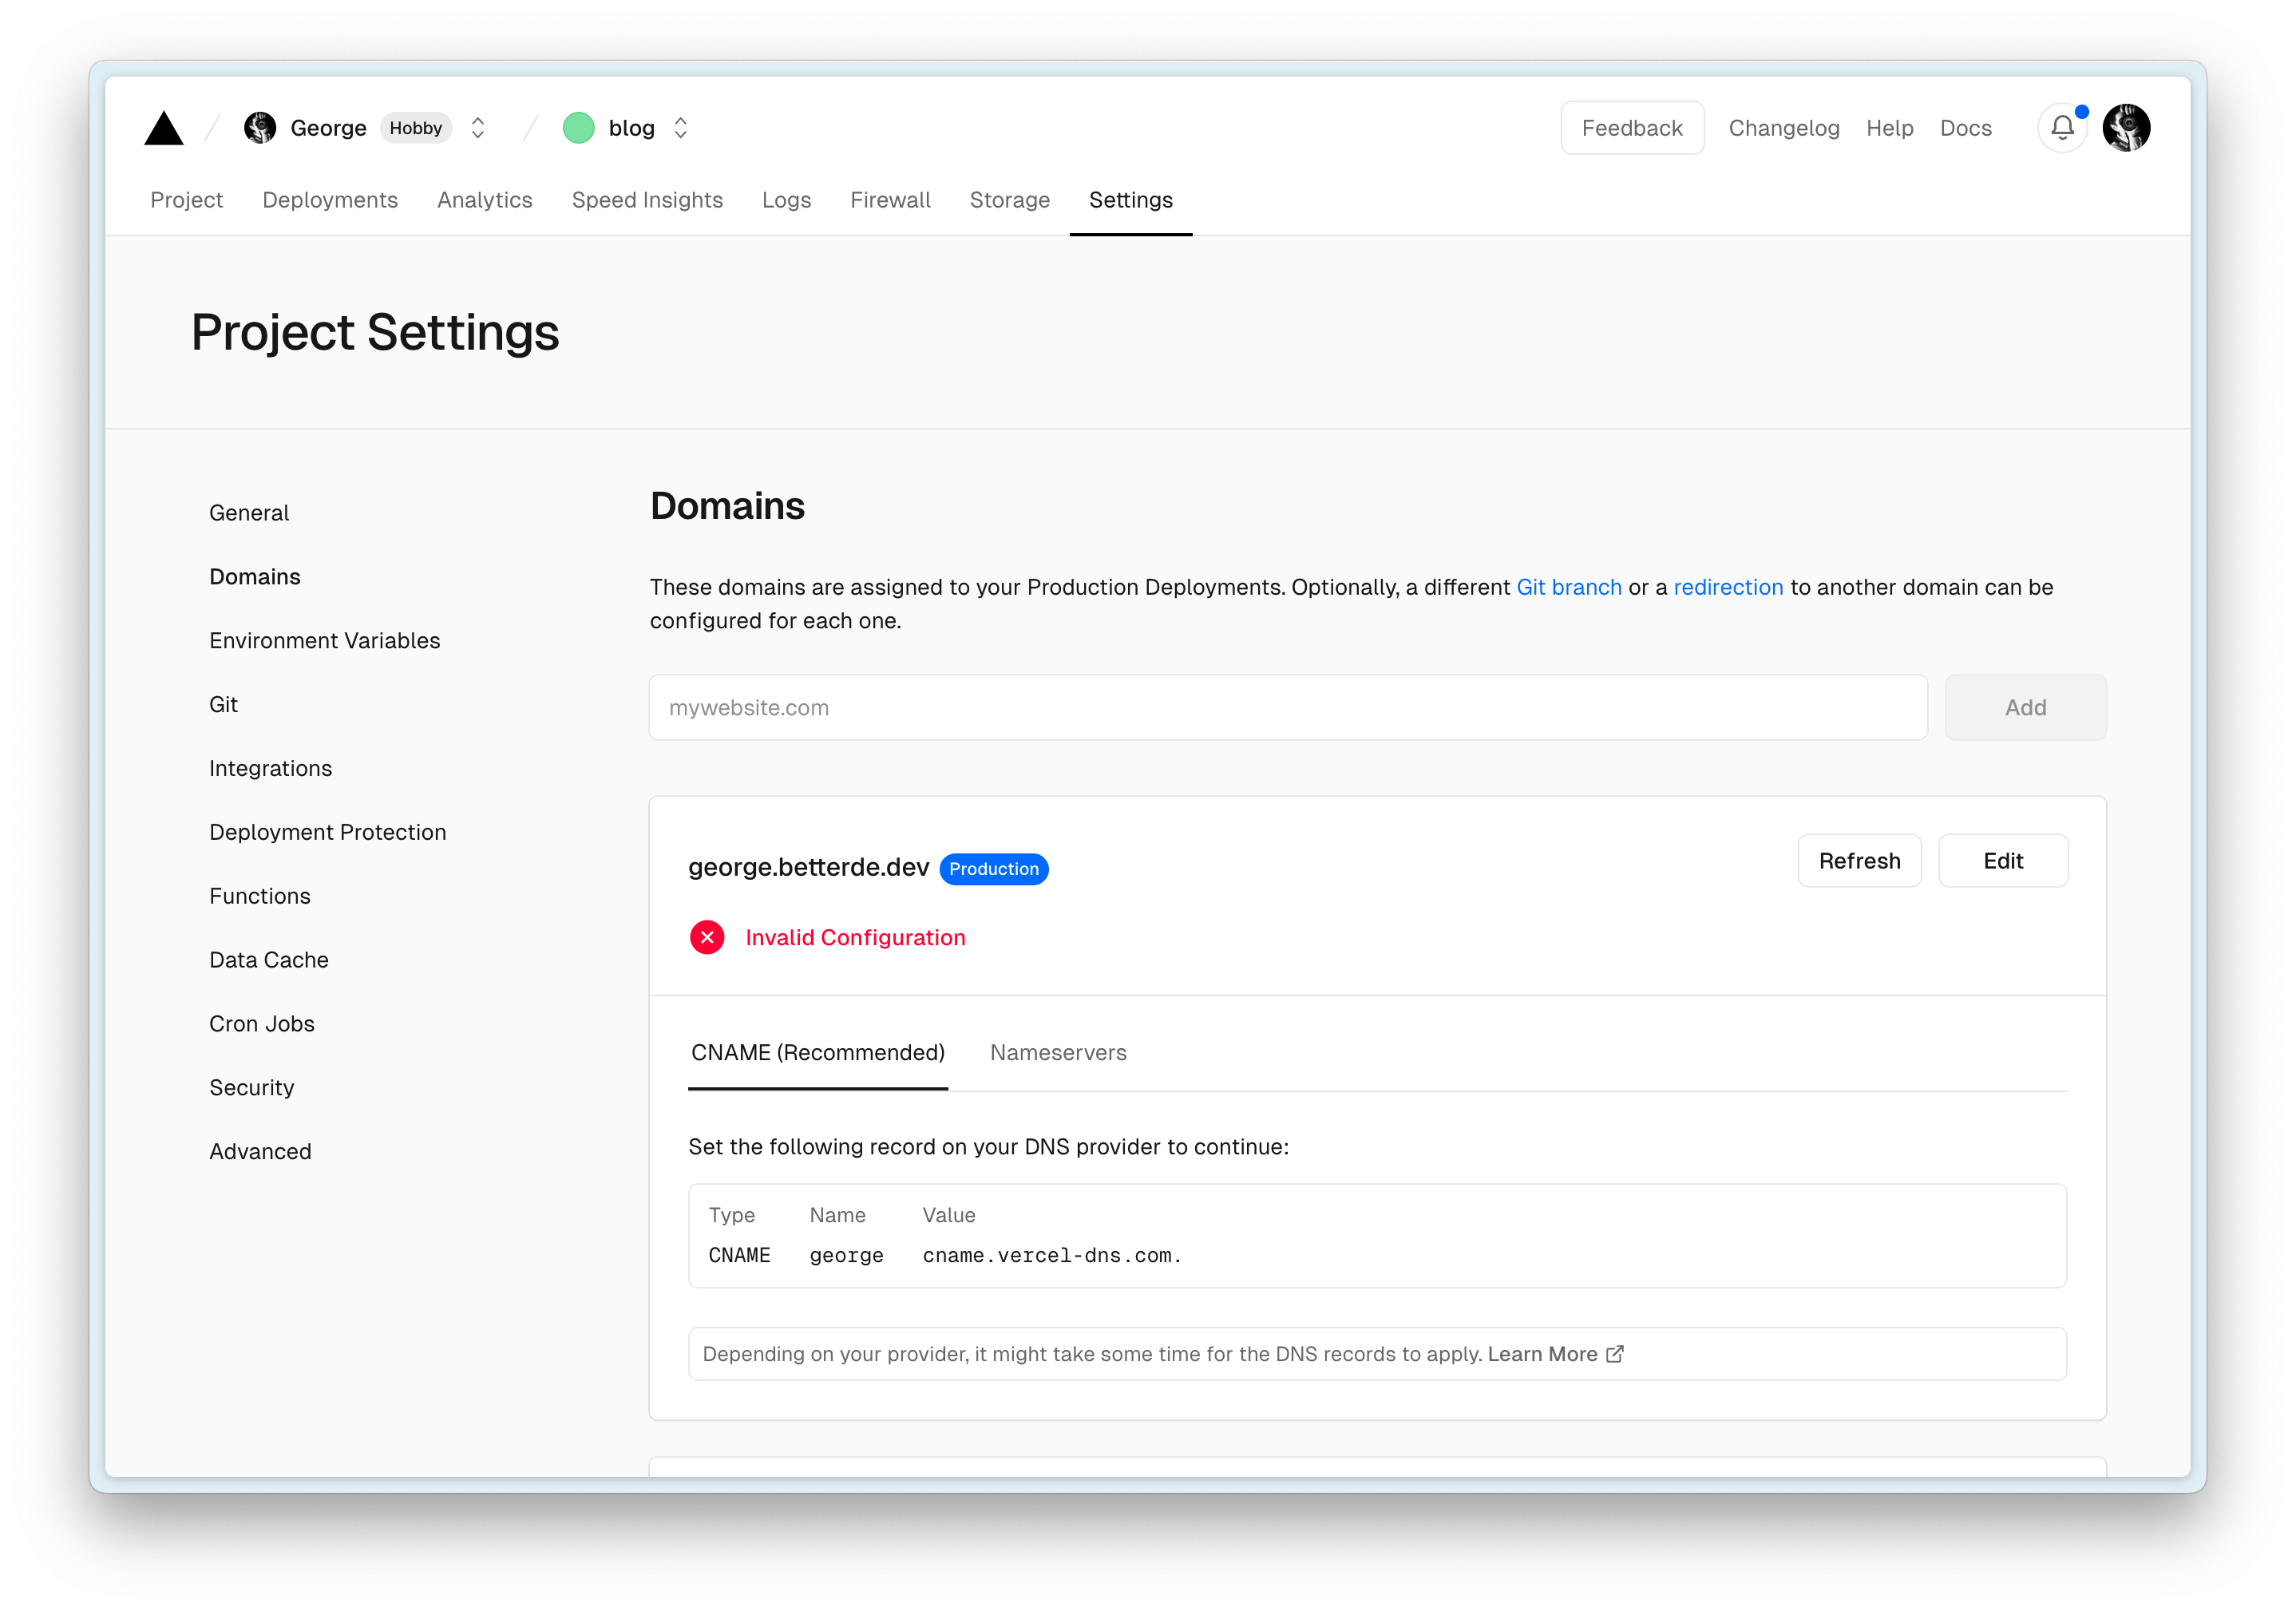 George Hobby blog Feedback Changelog Help Docs
Project Deployments Analytics Speed Insights Logs Firewall Storage Settings
Project Settings
General
Domains
Environment Variables
Git
Integrations
Deployment Protection
Functions
Data Cache
Cron Jobs
Security
Advanced
Domains
These domains are assigned to your Production Deployments. Optionally, a different Git branch or a redirection to another domain can be
configured for each one.
mywebsite.com Add
george.betterde.dev Production Refresh Edit
Invalid Configuration
CNAME (Recommended) Nameservers
Set the following record on your DNS provider to continue:
Type Name Value
CNAME george cname.vercel-dns.com.
Depending on your provider, it might take some time for the DNS records to apply. Learn More